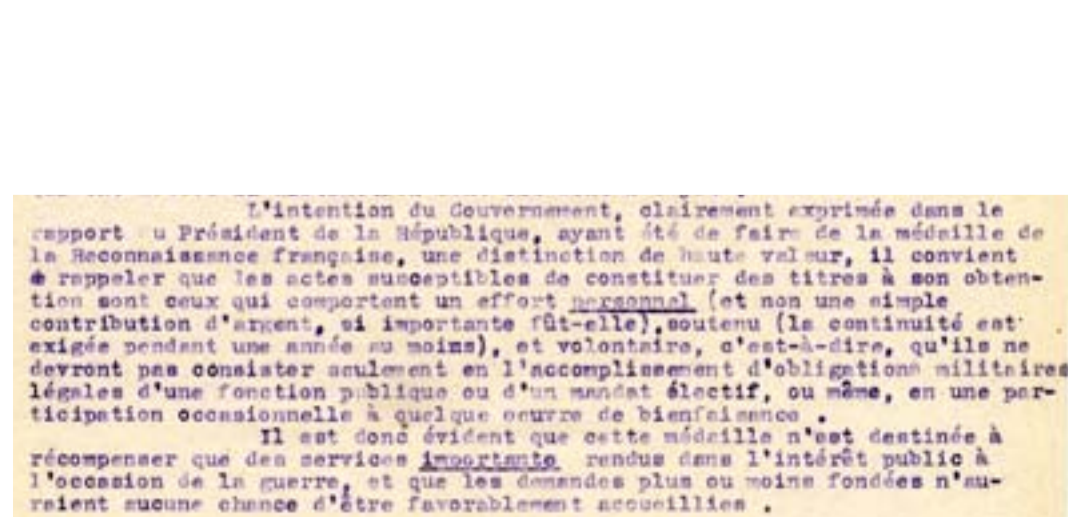 L'intention du Gouvernement, clairement exprimée dans le
rapport u Président de la République, ayant été de faire de la médaille de
la Reconnaissance française, une distinction de haute valeur, il convient
de rappeler que les actes susceptibles de constituer des titres à son obten-
tion sont ceux qui comportent un effort personnel (et non une simple
contribution d'argent, si importante fût-elle),soutenu (la continuité est
exigée pendant une année au moins), et volontaire, c'est-à-dire, qu'ils ne
devront pas consister seulement en l'accomplissement d'obligations militaires
légales d'une fonction publique ou d'un mandat électif, ou même, en une par-
ticipation occasionnelle à quelque oeuvre de bienfaisance .
Il est donc évident que cette médaille n'est destinée à
récompenser que des services importants rendus dans l'intérêt public à
l'occasion de la guerre, et que les demandes plus ou moins fondées n'au-
raient aucune chance d'être favorablement accueillies .